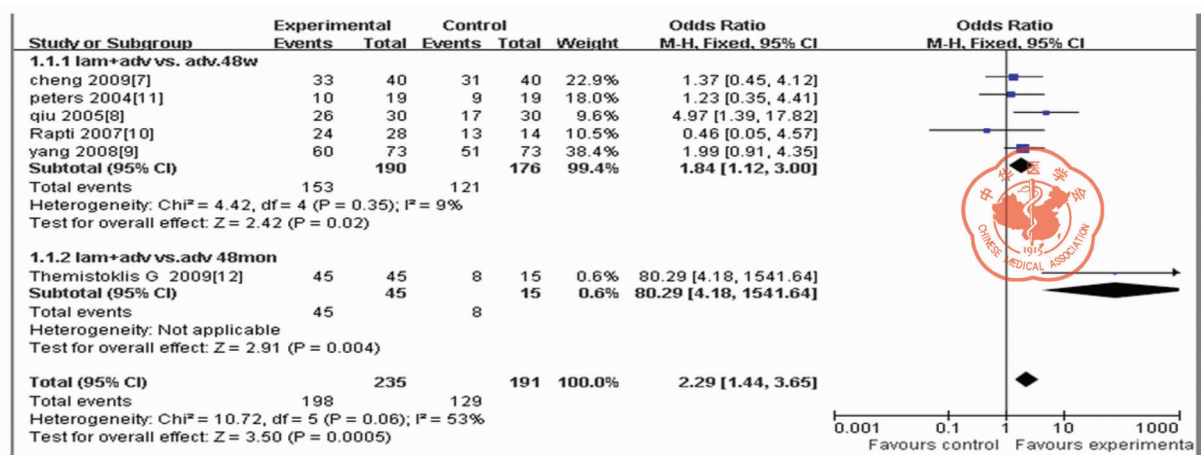 Experimental Control Odds Ratio Odds Ratio
Study or Subgroup Events Total Events Total Weight M-H, Fixed, 95% CI M-H, Fixed, 95% CI
1.1.1 lam+adv vs. adv.48w
cheng 2009[7] 33 40 31 40 22.9% 1.37 [0.45, 4.12]
peters 2004[11] 10 19 9 19 18.0% 1.23 [0.35, 4.41]
qiu 2005[8] 26 30 17 30 9.6% 4.97 [1.39, 17.82]
Rapti 2007[10] 24 28 13 14 10.5% 0.46 [0.05, 4.57]
yang 2008[9] 60 73 51 73 38.4% 1.99 [0.91, 4.35]
Subtotal (95% CI) 190 176 99.4% 1.84 [1.12, 3.00]
Total events 153 121
Heterogeneity: Chi² = 4.42, df = 4 (P = 0.35); I² = 9%
Test for overall effect: Z = 2.42 (P = 0.02)
1.1.2 lam+adv vs.adv 48mon
Themistoklis G 2009[12] 45 45 8 15 0.6% 80.29 [4.18, 1541.64]
Subtotal (95% CI) 45 15 0.6% 80.29 [4.18, 1541.64]
Total events 45 8
Heterogeneity: Not applicable
Test for overall effect: Z = 2.91 (P = 0.004)
Total (95% CI) 235 191 100.0% 2.29 [1.44, 3.65]
Total events 198 129
Heterogeneity: Chi² = 10.72, df = 5 (P = 0.06); I² = 53%
Test for overall effect: Z = 3.50 (P = 0.0005)
0.001 0.1 1 10 1000
Favours control Favours experimenta
中华医学会
CHINESE MEDICAL ASSOCIATION
1915